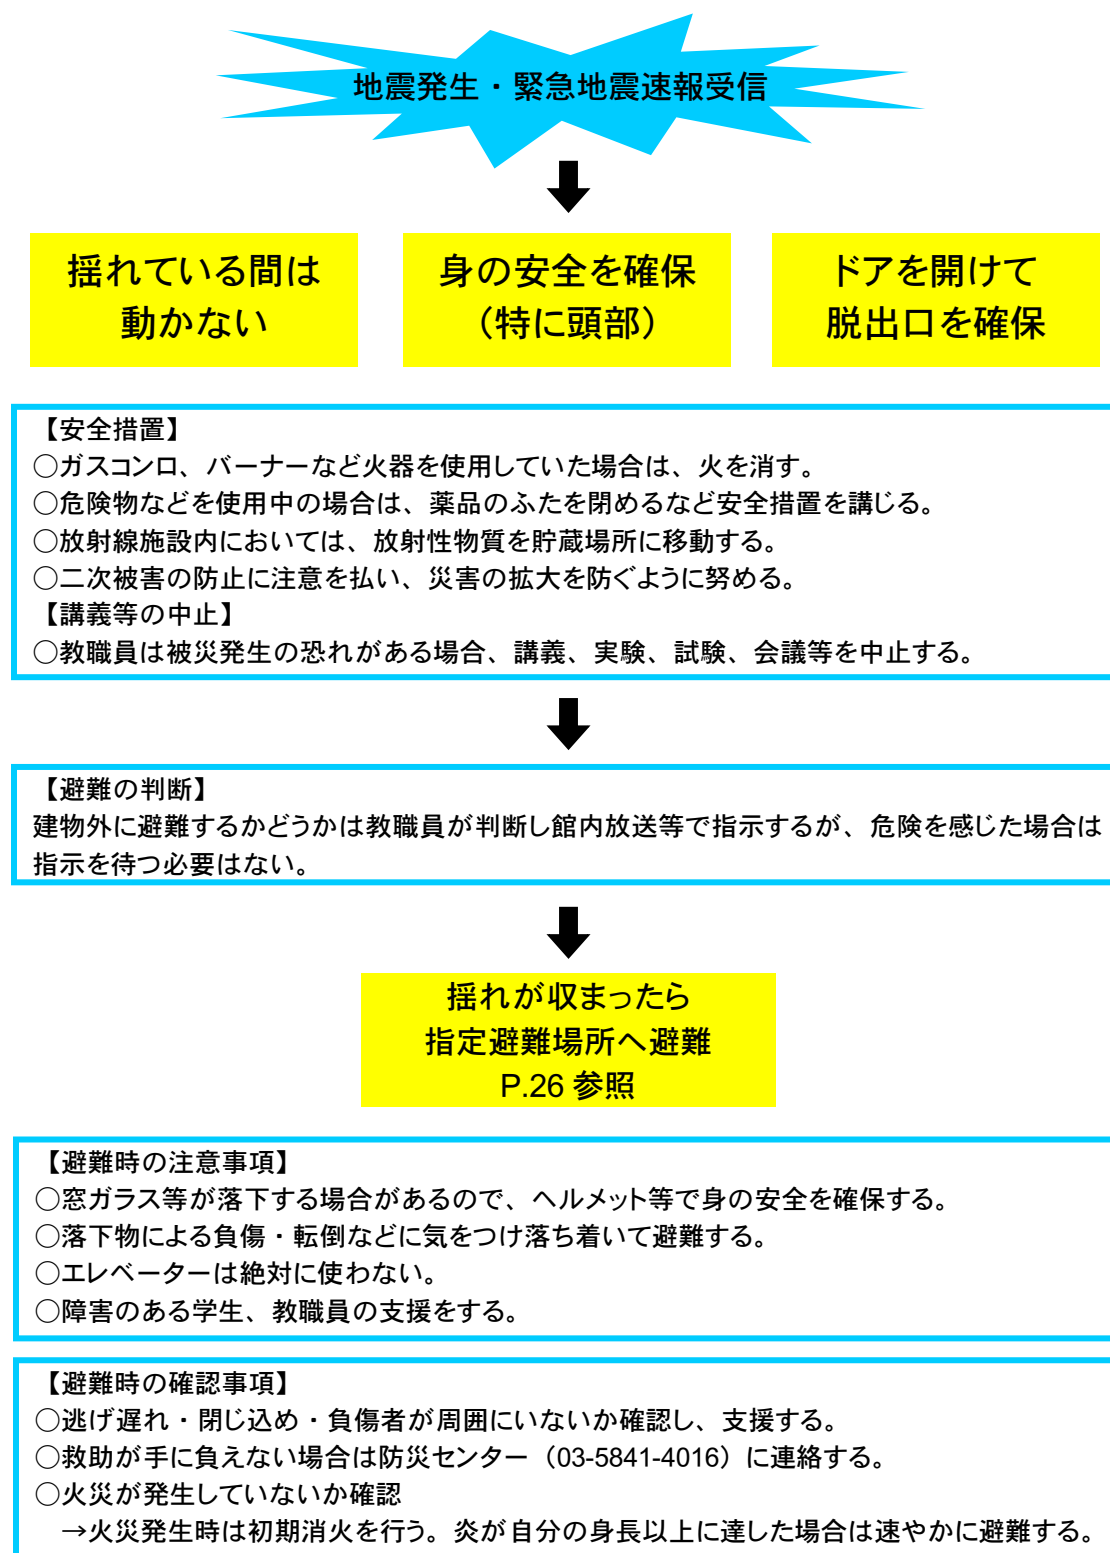 地震発生・緊急地震速報受信
揺れている間は
動かない
身の安全を確保
（特に頭部）
ドアを開けて
脱出口を確保
【安全措置】
○ガスコンロ、バーナーなど火器を使用していた場合は、火を消す。
○危険物などを使用中の場合は、薬品のふたを閉めるなど安全措置を講じる。
○放射線施設内においては、放射性物質を貯蔵場所に移動する。
○二次被害の防止に注意を払い、災害の拡大を防ぐように努める。
【講義等の中止】
○教職員は被災発生の恐れがある場合、講義、実験、試験、会議等を中止する。
【避難の判断】
建物外に避難するかどうかは教職員が判断し館内放送等で指示するが、危険を感じた場合は
指示を待つ必要はない。
揺れが収まったら
指定避難場所へ避難
P.26 参照
【避難時の注意事項】
○窓ガラス等が落下する場合があるので、ヘルメット等で身の安全を確保する。
○落下物による負傷・転倒などに気をつけ落ち着いて避難する。
○エレベーターは絶対に使わない。
○障害のある学生、教職員の支援をする。
【避難時の確認事項】
○逃げ遅れ・閉じ込め・負傷者が周囲にいないか確認し、支援する。
○救助が手に負えない場合は防災センター（03-5841-4016）に連絡する。
○火災が発生していないか確認
→火災発生時は初期消火を行う。炎が自分の身長以上に達した場合は速やかに避難する。